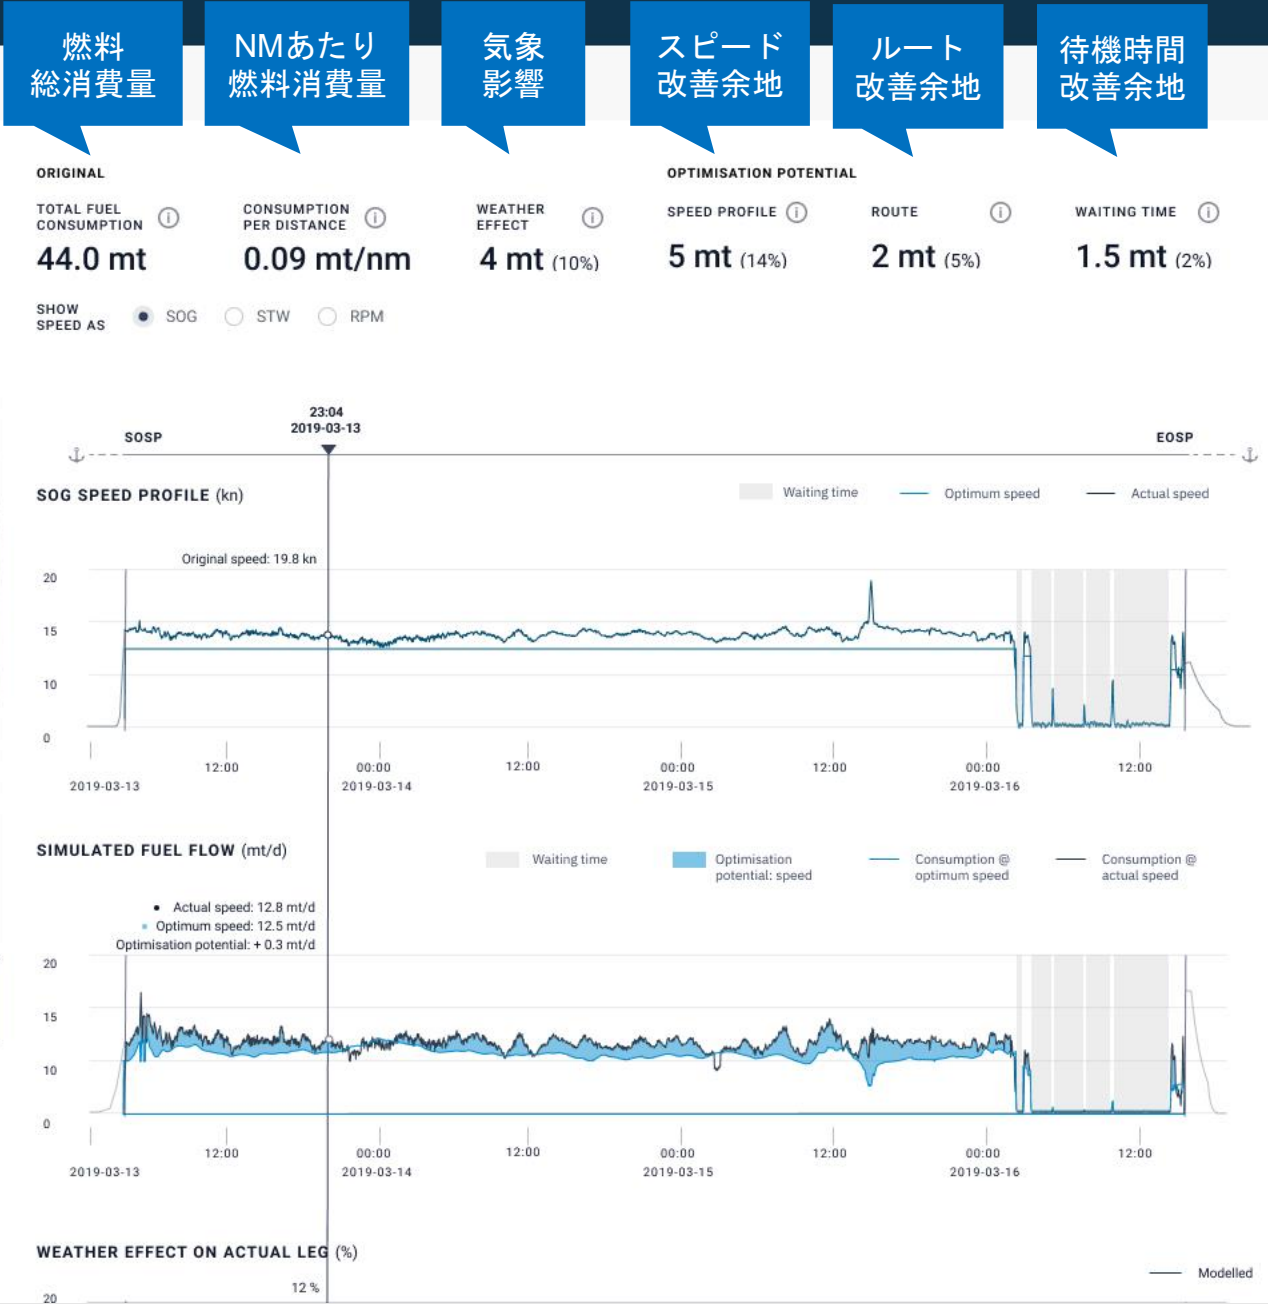 燃料
総消費量
NMあたり
燃料消費量
気象
影響
スピード
改善余地
ルート
改善余地
待機時間
改善余地
ORIGINAL
OPTIMISATION POTENTIAL
TOTAL FUEL
CONSUMPTION
44.0 mt
CONSUMPTION
PER DISTANCE
0.09 mt/nm
WEATHER
EFFECT
4 mt (10%)
SPEED PROFILE
5 mt (14%)
ROUTE
2 mt (5%)
WAITING TIME
1.5 mt (2%)
SHOW
SPEED AS
SOG
STW
RPM
23:04
2019-03-13
SOSP
EOSP
SOG SPEED PROFILE (kn)
Waiting time
Optimum speed
Actual speed
Original speed: 19.8 kn
20
15
10
0
12:00
00:00
12:00
00:00
12:00
00:00
12:00
2019-03-13
2019-03-14
2019-03-15
2019-03-16
SIMULATED FUEL FLOW (mt/d)
Waiting time
Optimisation
potential: speed
Consumption @
optimum speed
Consumption @
actual speed
Actual speed: 12.8 mt/d
Optimum speed: 12.5 mt/d
Optimisation potential: + 0.3 mt/d
20
15
10
0
12:00
00:00
12:00
00:00
12:00
00:00
12:00
2019-03-13
2019-03-14
2019-03-15
2019-03-16
WEATHER EFFECT ON ACTUAL LEG (%)
Modelled
12 %
20